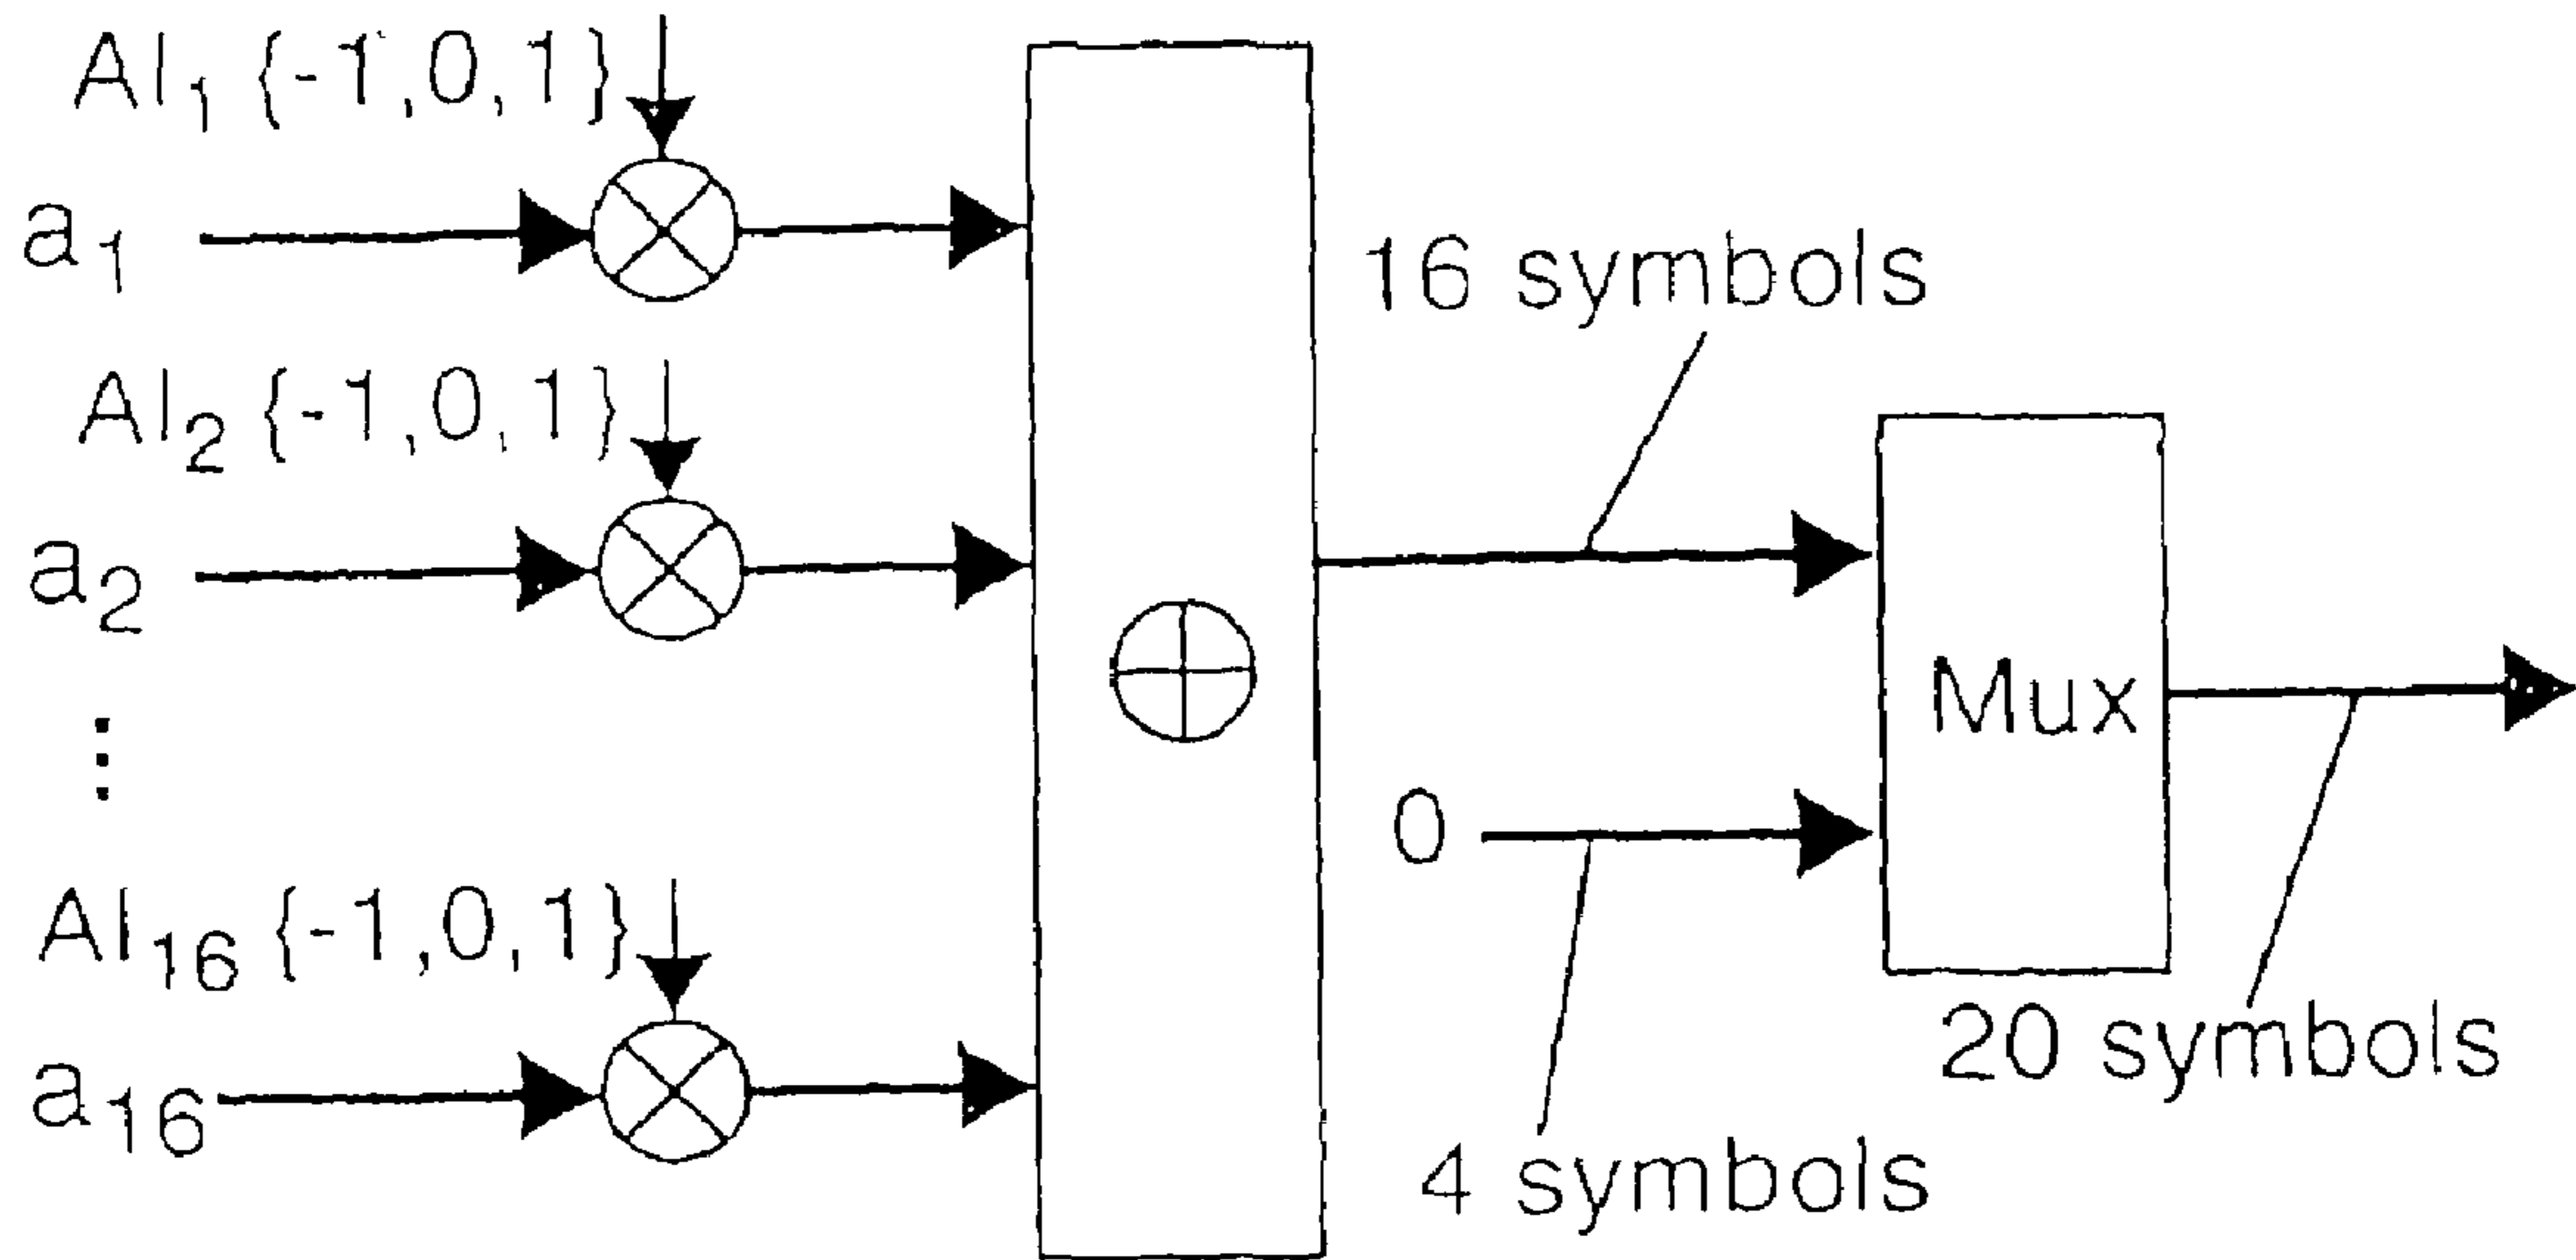 AI₁ {-1,0,1}
a₁
16 symbols
AI₂ {-1,0,1}
a₂
Mux
0
AI₁₆ {-1,0,1}
20 symbols
a₁₆
4 symbols